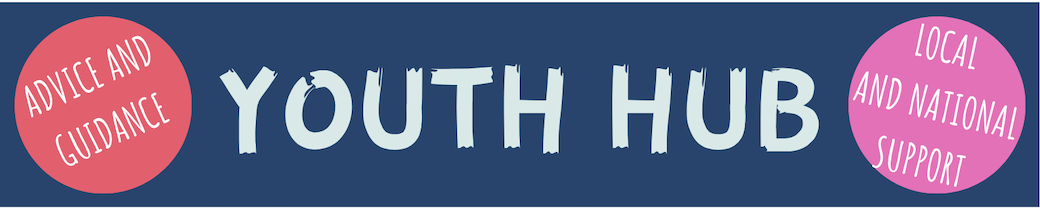 ADVICE AND
GUIDANCE
YOUTH HUB
LOCAL
AND NATIONAL
SUPPORT